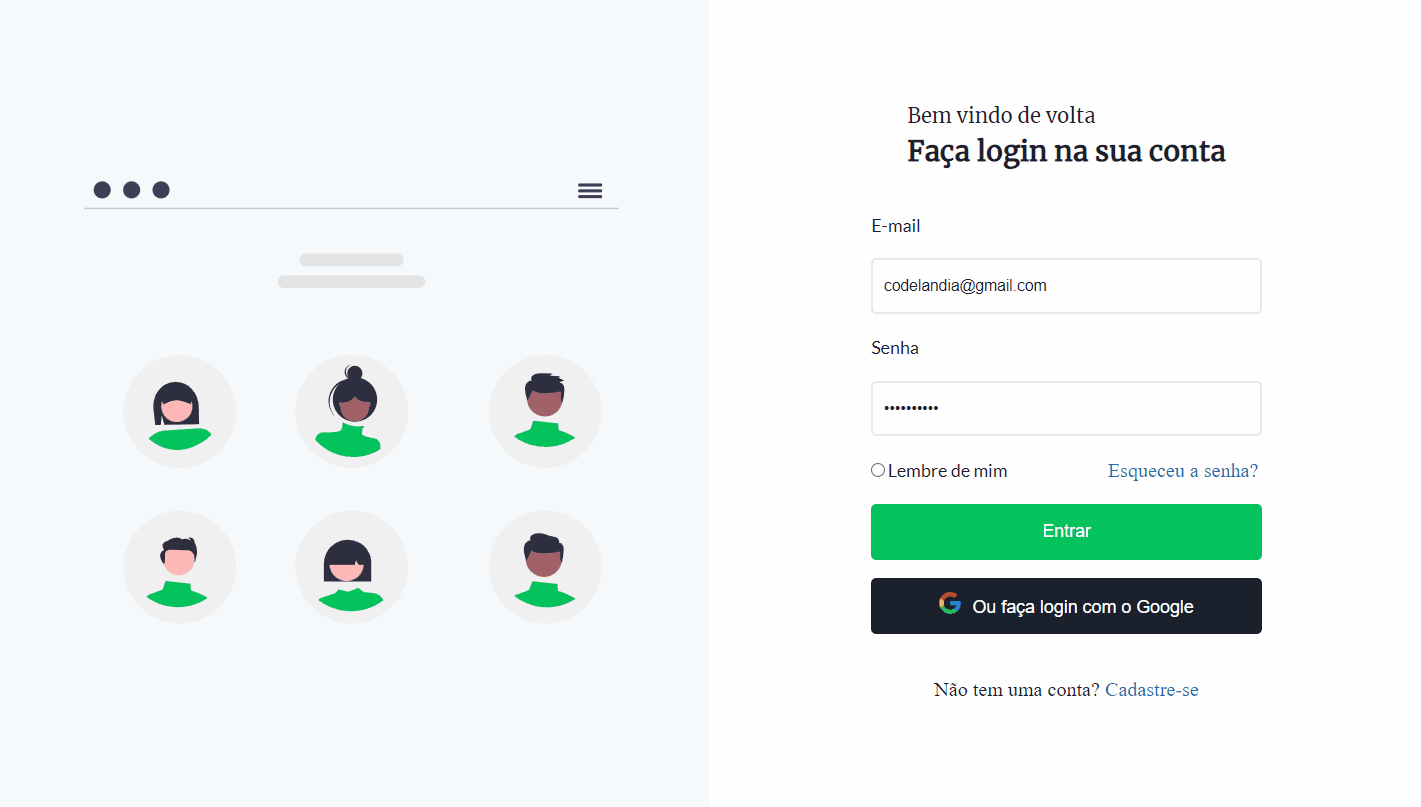 Bem vindo de volta
Faça login na sua conta
E-mail
codelandia@gmail.com
Senha
••••••••••
Lembre de mim Esqueceu a senha?
Entrar
Ou faça login com o Google
Não tem uma conta? Cadastre-se